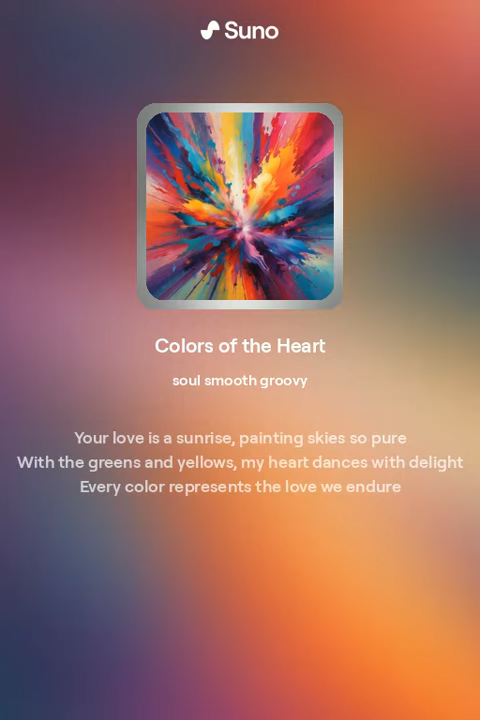 Suno
Colors of the Heart
soul smooth groovy
Your love is a sunrise, painting skies so pure
With the greens and yellows, my heart dances with delight
Every color represents the love we endure